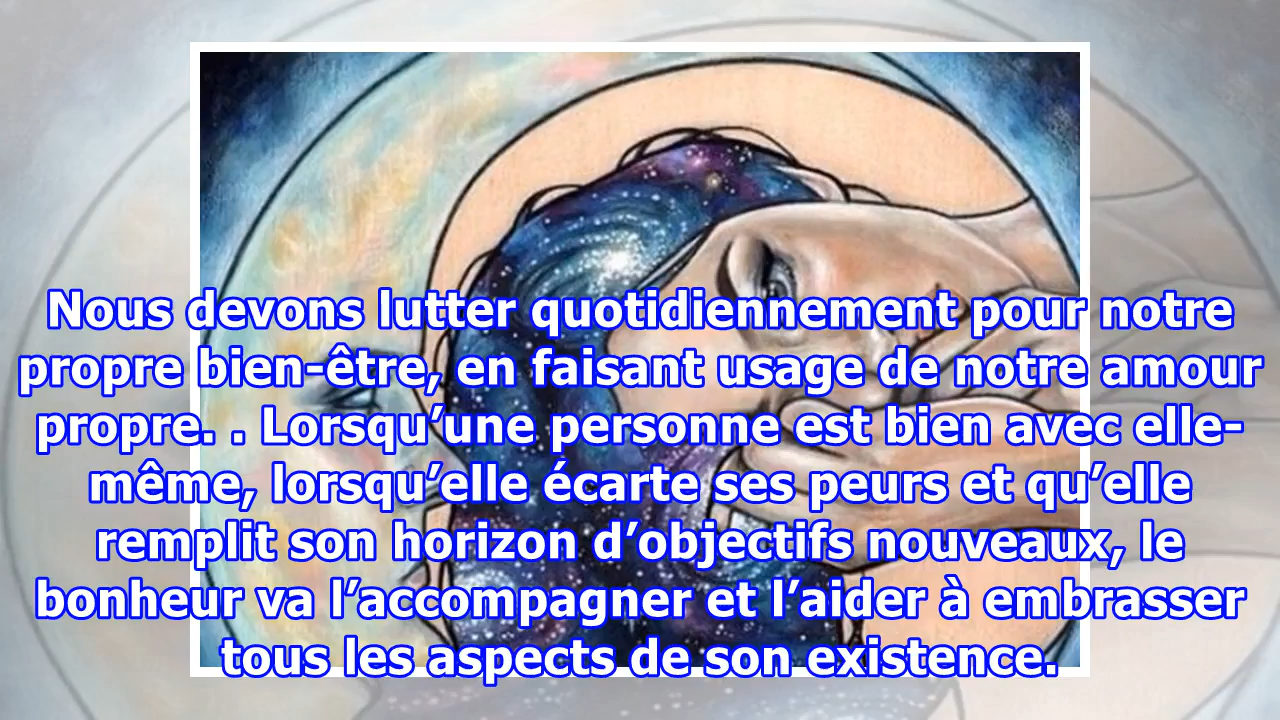 Nous devons lutter quotidiennement pour notre
propre bien-être, en faisant usage de notre amour
propre. . Lorsqu’une personne est bien avec elle-
même, lorsqu’elle écarte ses peurs et qu’elle
remplit son horizon d’objectifs nouveaux, le
bonheur va l’accompagner et l’aider à embrasser
tous les aspects de son existence.